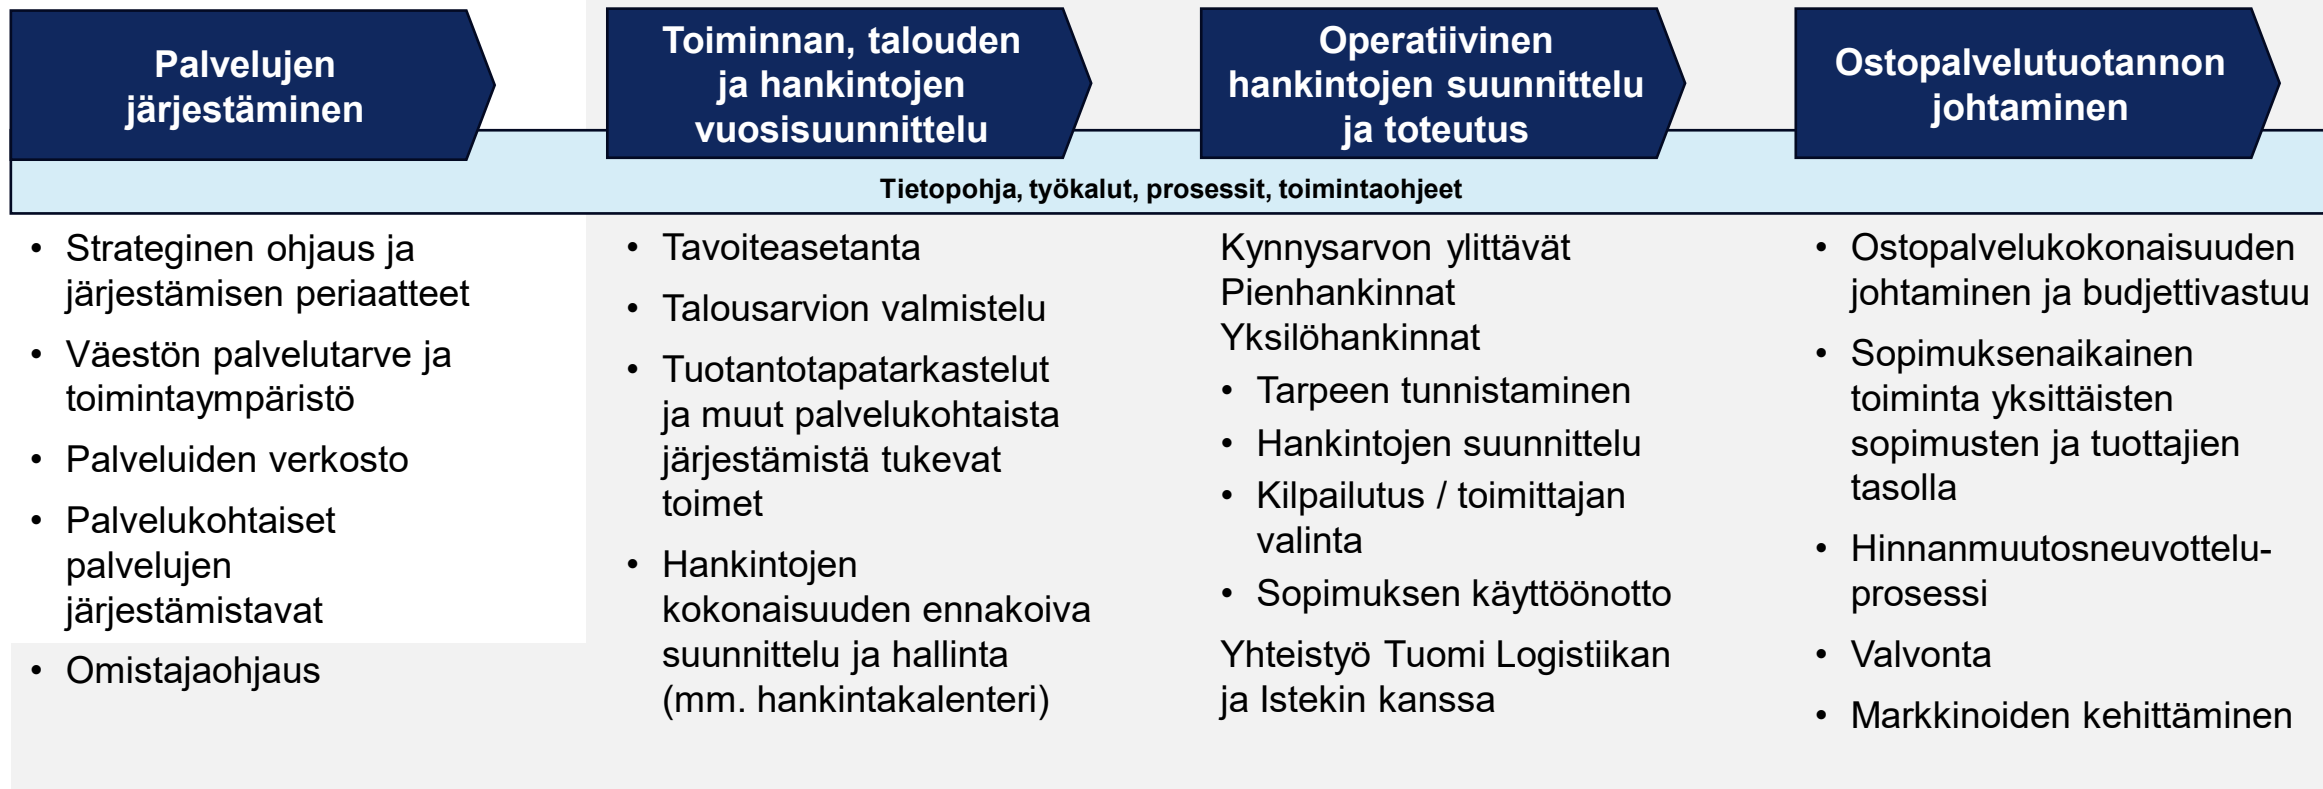 Palvelujen
järjestäminen
Toiminnan, talouden
ja hankintojen
vuosisuunnittelu
Operatiivinen
hankintojen suunnittelu
ja toteutus
Ostopalvelutuotannon
johtaminen
Tietopohja, työkalut, prosessit, toimintaohjeet
• Strateginen ohjaus ja
järjestämisen periaatteet
• Väestön palvelutarve ja
toimintaympäristö
• Palveluiden verkosto
• Palvelukohtaiset
palvelujen
järjestämistavat
• Omistajaohjaus
• Tavoiteasetanta
• Talousarvion valmistelu
• Tuotantotapatarkastelut
ja muut palvelukohtaista
järjestämistä tukevat
toimet
• Hankintojen
kokonaisuuden ennakoiva
suunnittelu ja hallinta
(mm. hankintakalenteri)
Kynnysarvon ylittävät
Pienhankinnat
Yksilöhankinnat
• Tarpeen tunnistaminen
• Hankintojen suunnittelu
• Kilpailutus / toimittajan
valinta
• Sopimuksen käyttöönotto
Yhteistyö Tuomi Logistiikan
ja Istekin kanssa
• Ostopalvelukokonaisuuden
johtaminen ja budjettivastuu
• Sopimuksenaikainen
toiminta yksittäisten
sopimusten ja tuottajien
tasolla
• Hinnanmuutosneuvottelu-
prosessi
• Valvonta
• Markkinoiden kehittäminen